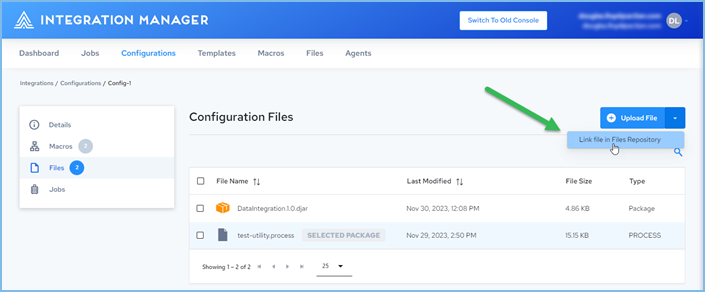 INTEGRATION MANAGER
Switch To Old Console
DL
Dashboard Jobs Configurations Templates Macros Files Agents
Integrations / Configurations / Config-1
Details
Macros 2
Files 2
Jobs
Configuration Files
Upload File
Link file in Files Repository
File Name Last Modified File Size Type
DataIntegration.1.0.djar Nov 30, 2023, 12:08 PM 4.86 KB Package
test-utility.process SELECTED PACKAGE Nov 29, 2023, 2:50 PM 15.15 KB PROCESS
Showing 1 – 2 of 2 25